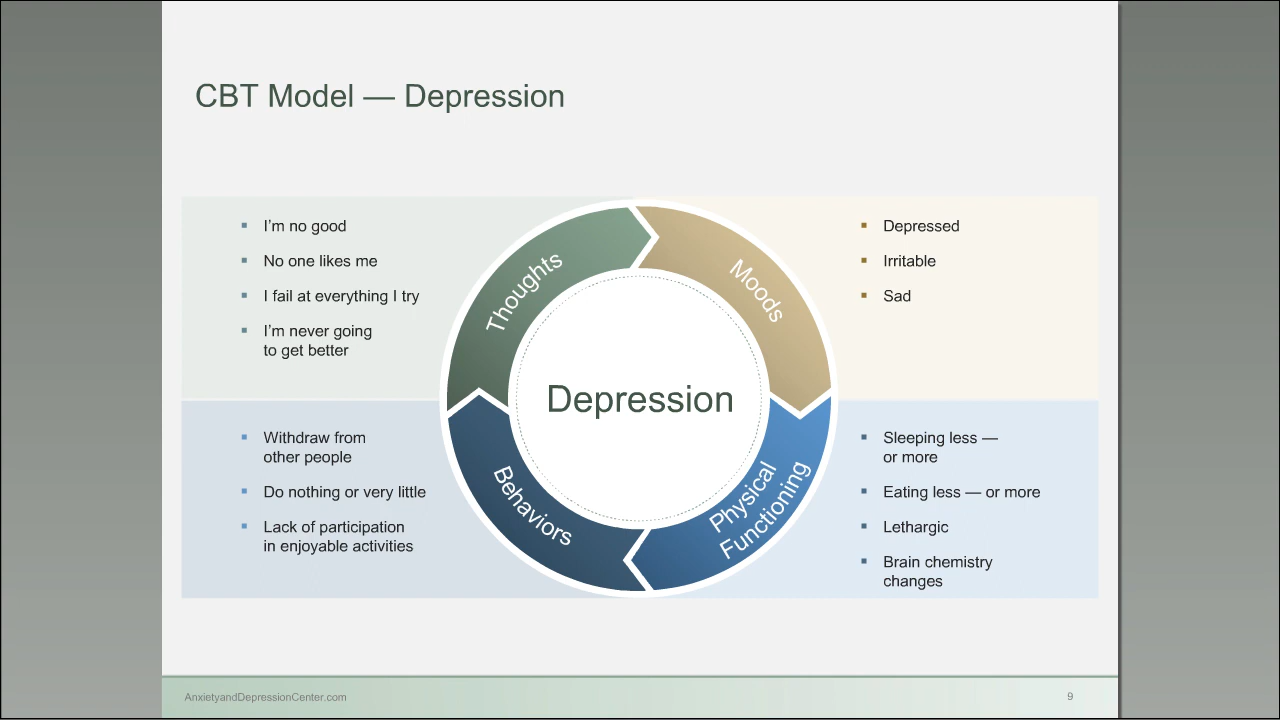 CBT Model — Depression
I'm no good
No one likes me
I fail at everything I try
I'm never going
to get better
Thoughts
Moods
Depressed
Irritable
Sad
Depression
Withdraw from
other people
Do nothing or very little
Lack of participation
in enjoyable activities
Behaviors
Physical
Functioning
Sleeping less —
or more
Eating less — or more
Lethargic
Brain chemistry
changes
AnxietyandDepressionCenter.com
9